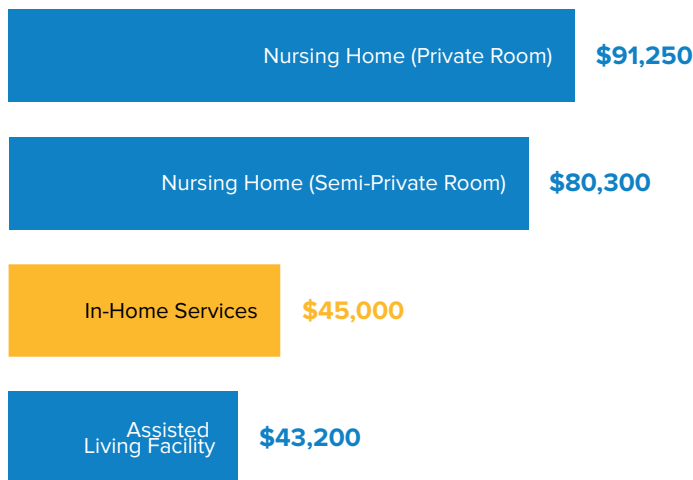 Nursing Home (Private Room) $91,250
Nursing Home (Semi-Private Room) $80,300
In-Home Services $45,000
Assisted
Living Facility $43,200